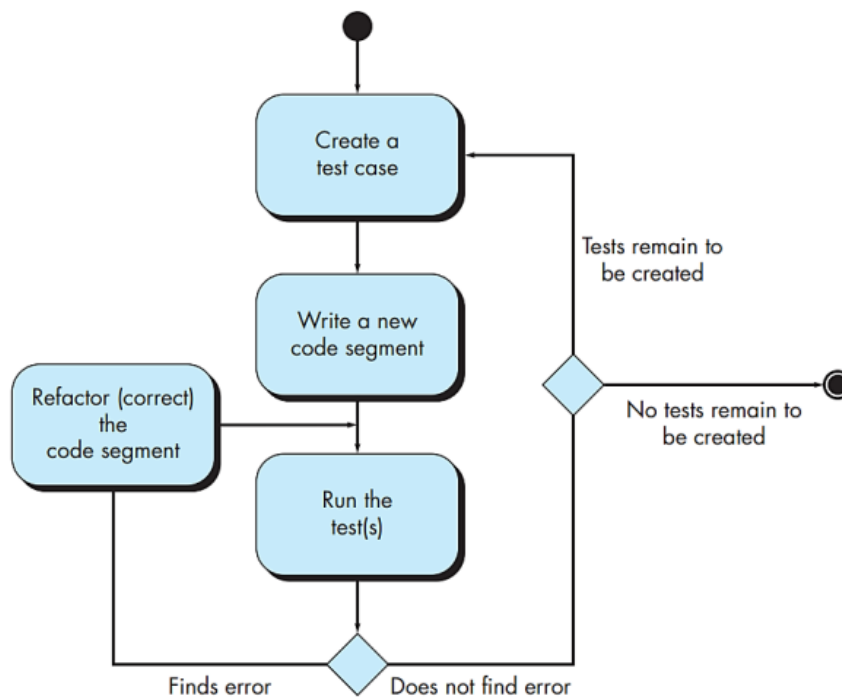 Create a
test case
Tests remain to
be created
Write a new
code segment
Refactor (correct)
the
code segment
No tests remain to
be created
Run the
test(s)
Finds error
Does not find error